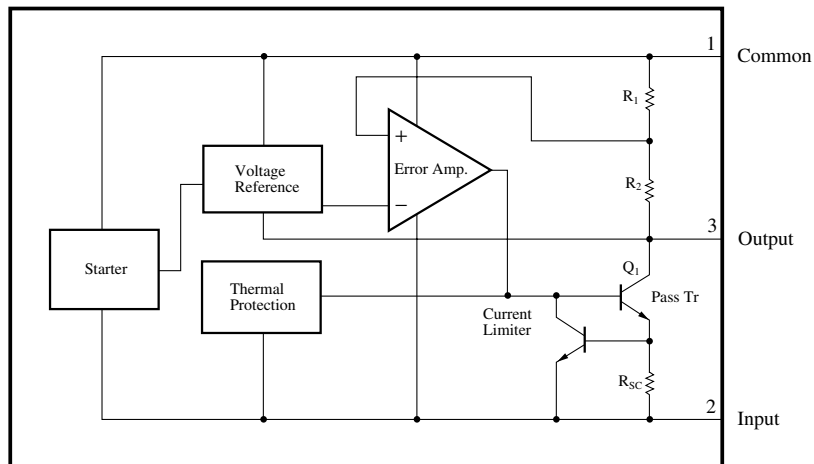 1
Common
R1
+
Error Amp.
Voltage
Reference
R2
−
3
Output
Starter
Q1
Thermal
Protection
Pass Tr
Current
Limiter
RSC
2
Input